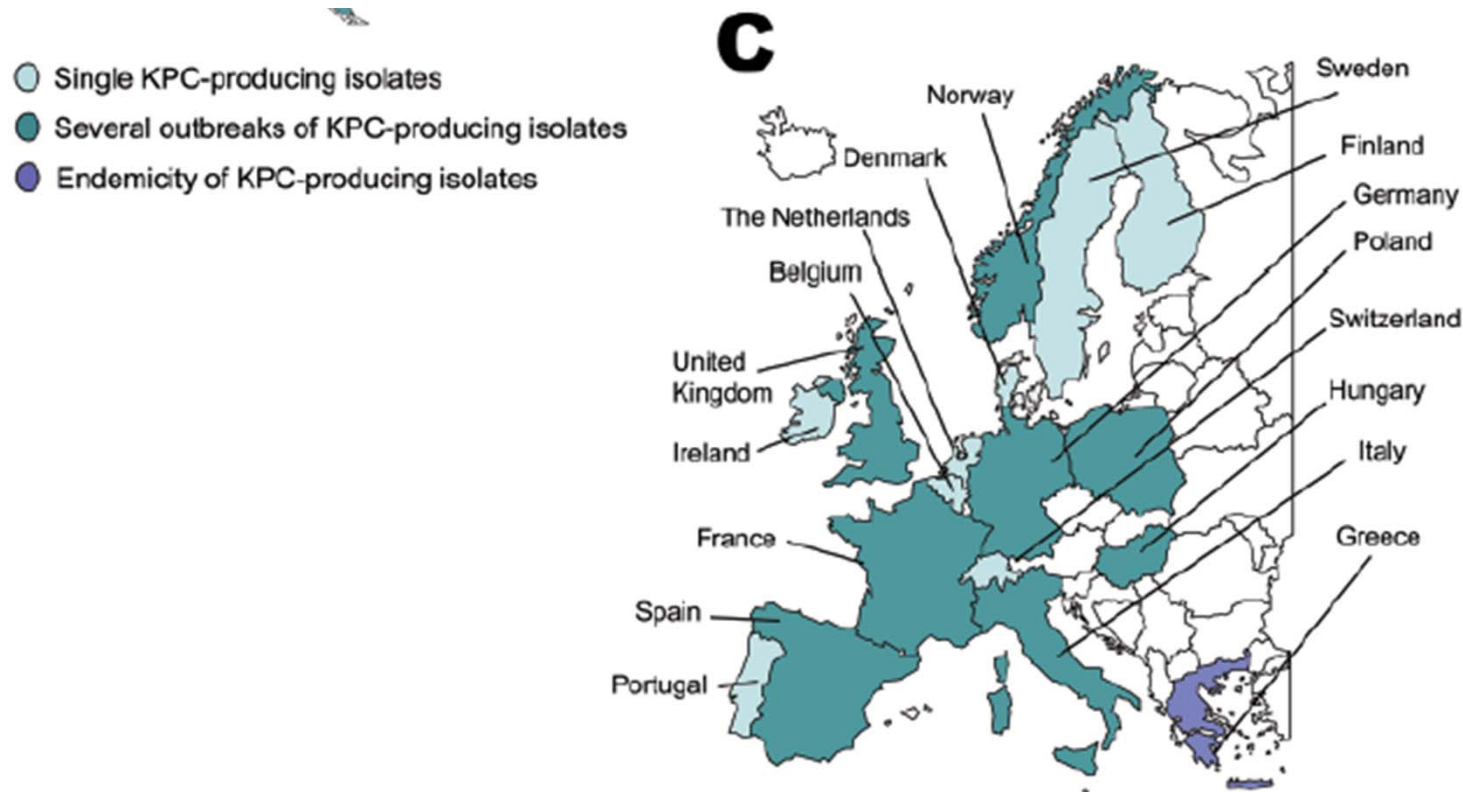 C
Single KPC-producing isolates
Several outbreaks of KPC-producing isolates
Endemicity of KPC-producing isolates
Sweden
Norway
Finland
Denmark
Germany
The Netherlands
Poland
Belgium
Switzerland
United
Kingdom
Hungary
Ireland
Italy
France
Greece
Spain
Portugal